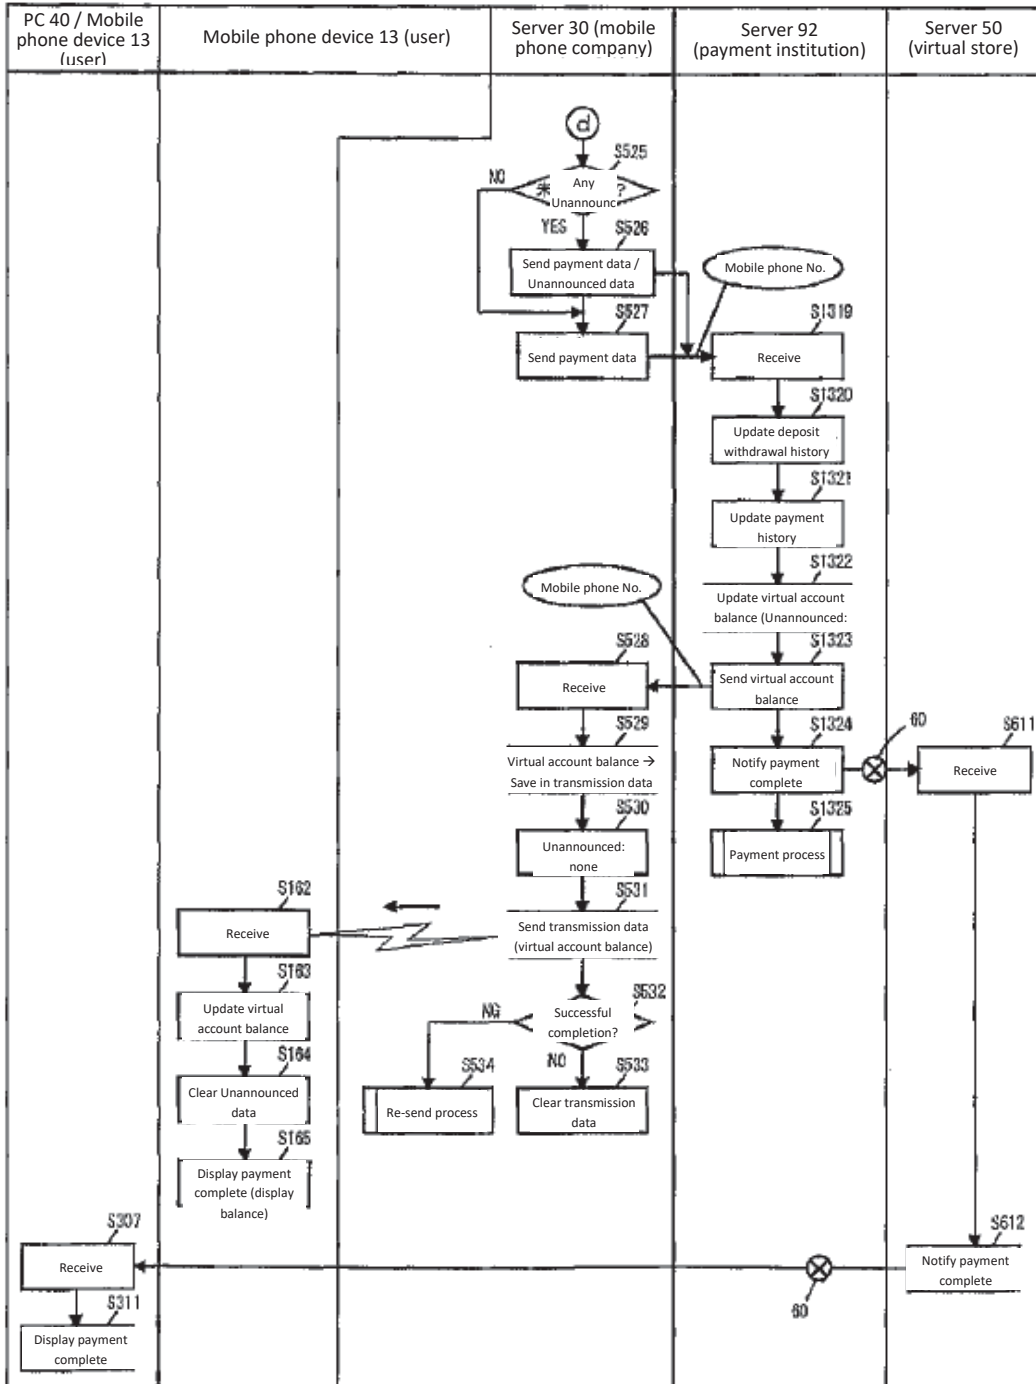 PC 40 / Mobile
phone device 13
(user)
Mobile phone device 13 (user)
Server 30 (mobile
phone company)
Server 92
(payment institution)
Server 50
(virtual store)
d
S525
NO
未
Any
Unannounc
?
YES
S526
Send payment data /
Unannounced data
Mobile phone No.
S527
Send payment data
S1319
Receive
S1320
Update deposit
withdrawal history
S1321
Update payment
history
S1322
Update virtual account
balance (Unannounced:
Mobile phone No.
S528
Receive
S1323
Send virtual account
balance
S529
Virtual account balance →
Save in transmission data
S1324
Notify payment
complete
60
S611
Receive
S530
Unannounced:
none
S1325
Payment process
S162
Receive
S531
Send transmission data
(virtual account balance)
S163
Update virtual
account balance
S532
Successful
completion?
NG
NO
S164
Clear Unannounced
data
S534
Re-send process
S533
Clear transmission
data
S165
Display payment
complete (display
balance)
S307
Receive
S612
Notify payment
complete
60
S311
Display payment
complete